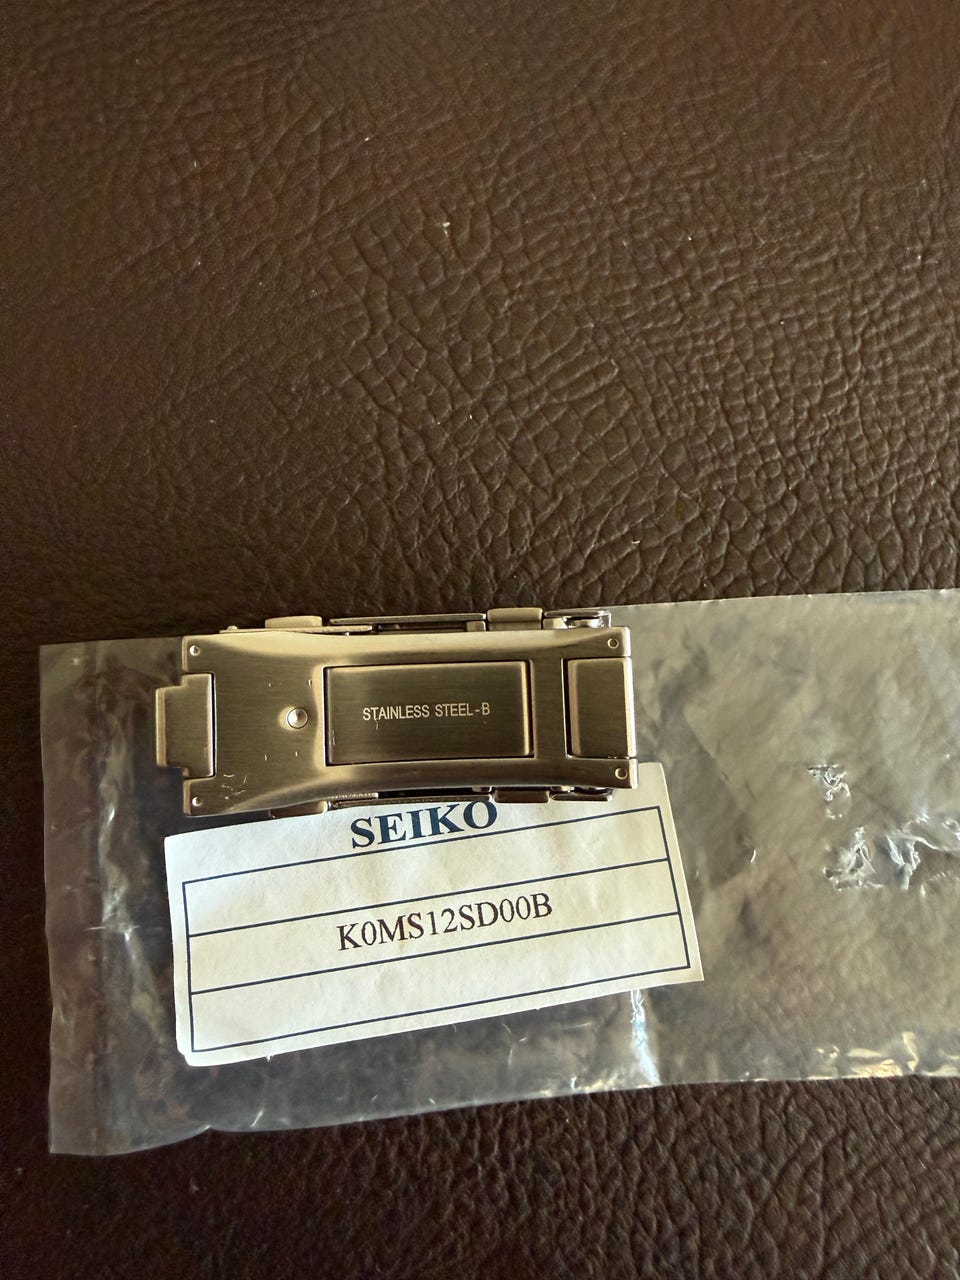 STAINLESS STEEL-B
SEIKO
K0MS12SD00B